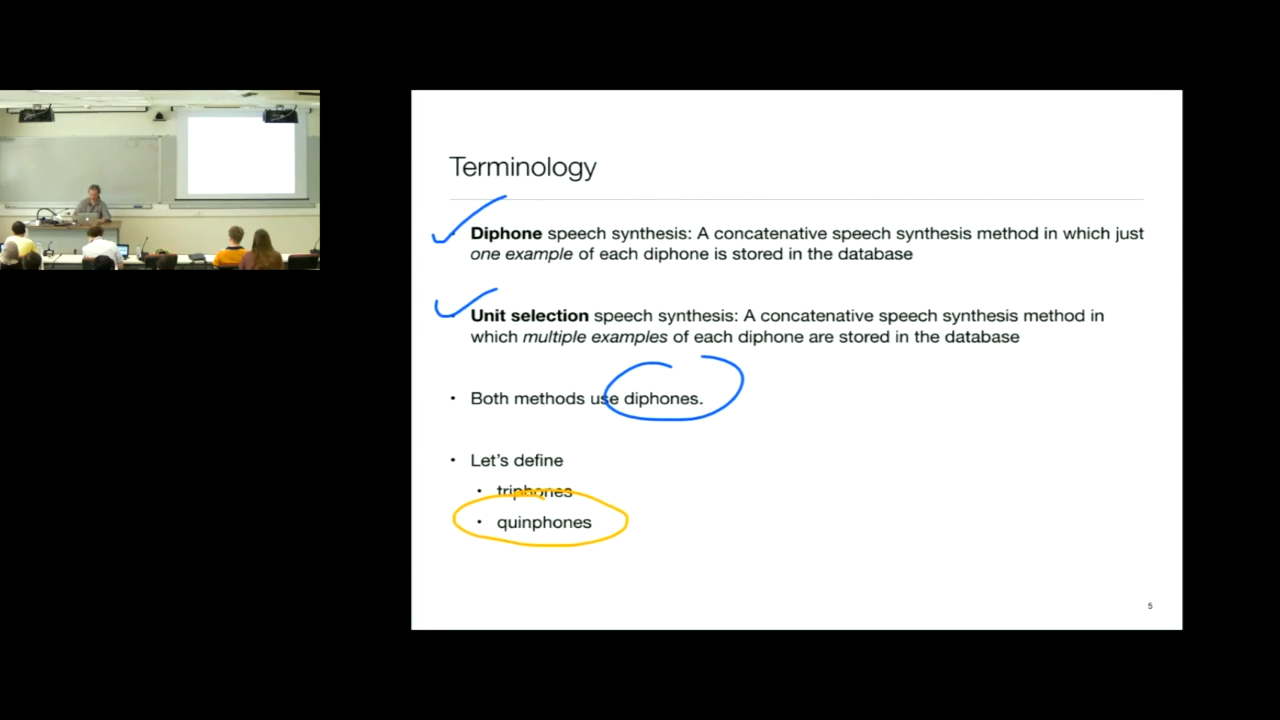 Terminology
Diphone speech synthesis: A concatenative speech synthesis method in which just
one example of each diphone is stored in the database
Unit selection speech synthesis: A concatenative speech synthesis method in
which multiple examples of each diphone are stored in the database
• Both methods use diphones.
• Let's define
• triphones
• quinphones
5